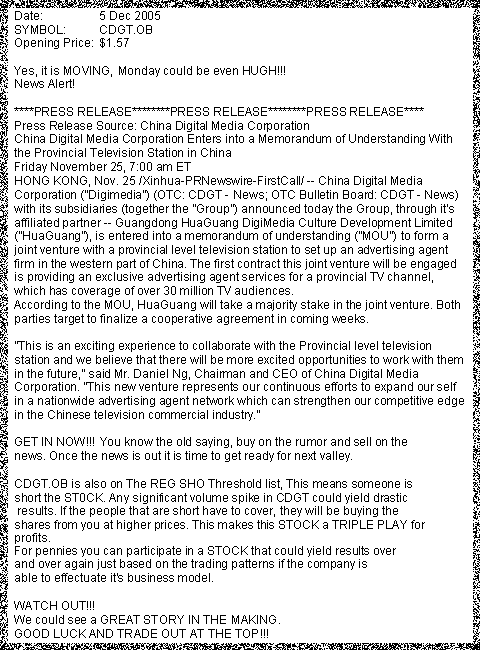 Date: 5 Dec 2005
SYMBOL: CDGT.OB
Opening Price: $1.57
Yes, it is MOVING, Monday could be even HUGH!!!
News Alert!
****PRESS RELEASE********PRESS RELEASE********PRESS RELEASE****
Press Release Source: China Digital Media Corporation
China Digital Media Corporation Enters into a Memorandum of Understanding With
the Provincial Television Station in China
Friday November 25, 7:00 am ET
HONG KONG, Nov. 25 /Xinhua-PRNewswire-FirstCall/ -- China Digital Media
Corporation ("Digimedia") (OTC: CDGT - News; OTC Bulletin Board: CDGT - News)
with its subsidiaries (together the "Group") announced today the Group, through it's
affiliated partner -- Guangdong HuaGuang DigiMedia Culture Development Limited
("HuaGuang"), is entered into a memorandum of understanding ("MOU") to form a
joint venture with a provincial level television station to set up an advertising agent
firm in the western part of China. The first contract this joint venture will be engaged
is providing an exclusive advertising agent services for a provincial TV channel,
which has coverage of over 30 million TV audiences.
According to the MOU, HuaGuang will take a majority stake in the joint venture. Both
parties target to finalize a cooperative agreement in coming weeks.
"This is an exciting experience to collaborate with the Provincial level television
station and we believe that there will be more excited opportunities to work with them
in the future," said Mr. Daniel Ng, Chairman and CEO of China Digital Media
Corporation. "This new venture represents our continuous efforts to expand our self
in a nationwide advertising agent network which can strengthen our competitive edge
in the Chinese television commercial industry."
GET IN NOW!!! You know the old saying, buy on the rumor and sell on the
news. Once the news is out it is time to get ready for next valley.
CDGT.OB is also on The REG SHO Threshold list, This means someone is
short the ST0CK. Any significant volume spike in CDGT could yield drastic
results. If the people that are short have to cover, they will be buying the
shares from you at higher prices. This makes this STOCK a TRIPLE PLAY for
profits.
For pennies you can participate in a STOCK that could yield results over
and over again just based on the trading patterns if the company is
able to effectuate it's business model.
WATCH OUT!!!
We could see a GREAT STORY IN THE MAKING.
GOOD LUCK AND TRADE OUT AT THE TOP!!!